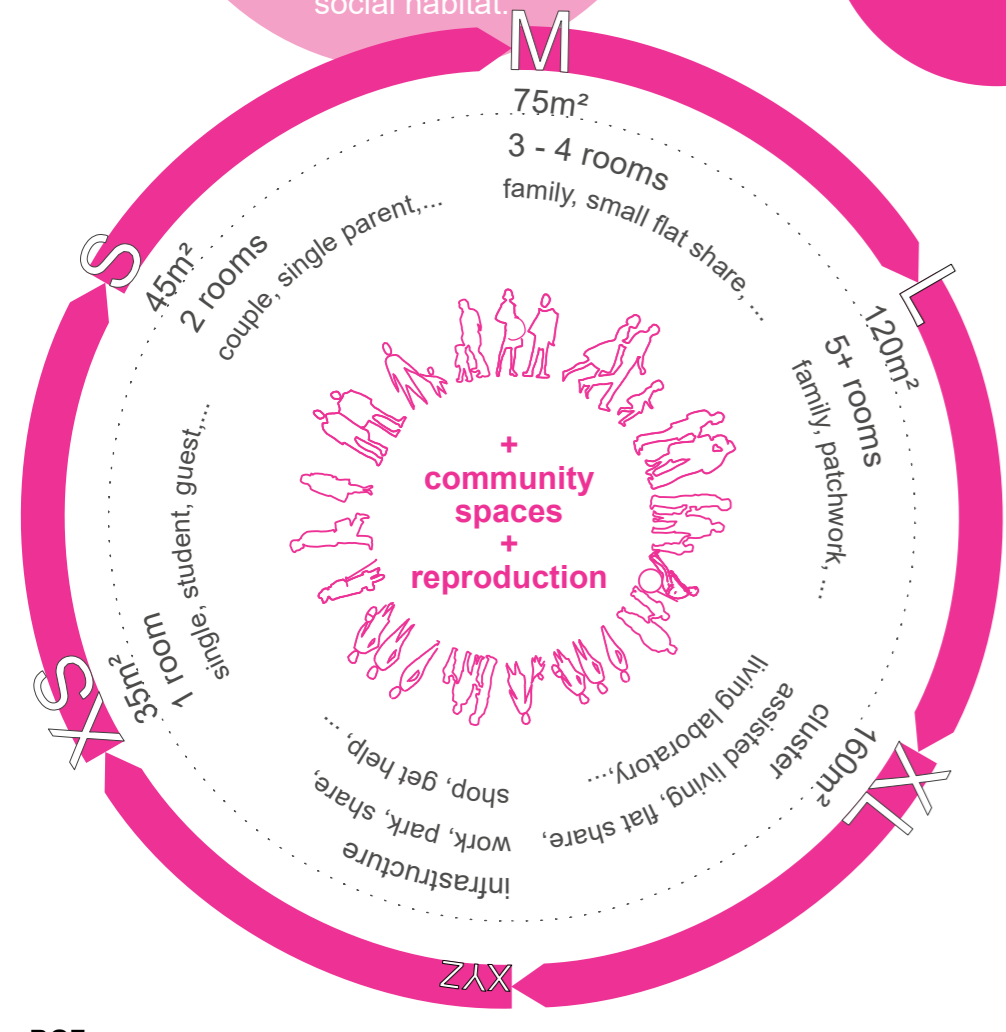 social habitat.
M
75m²
3 - 4 rooms
family, small flat share, ...
L
120m²
5+ rooms
family, patchwork, ...
XL
160m²
cluster
assisted living, flat share,
living laboratory,...
XYZ
infrastructure
work, park, share,
shop, get help, ...
XS
35m²
1 room
single, student, guest,...
S
45m²
2 rooms
couple, single parent,...
+
community
spaces
+
reproduction